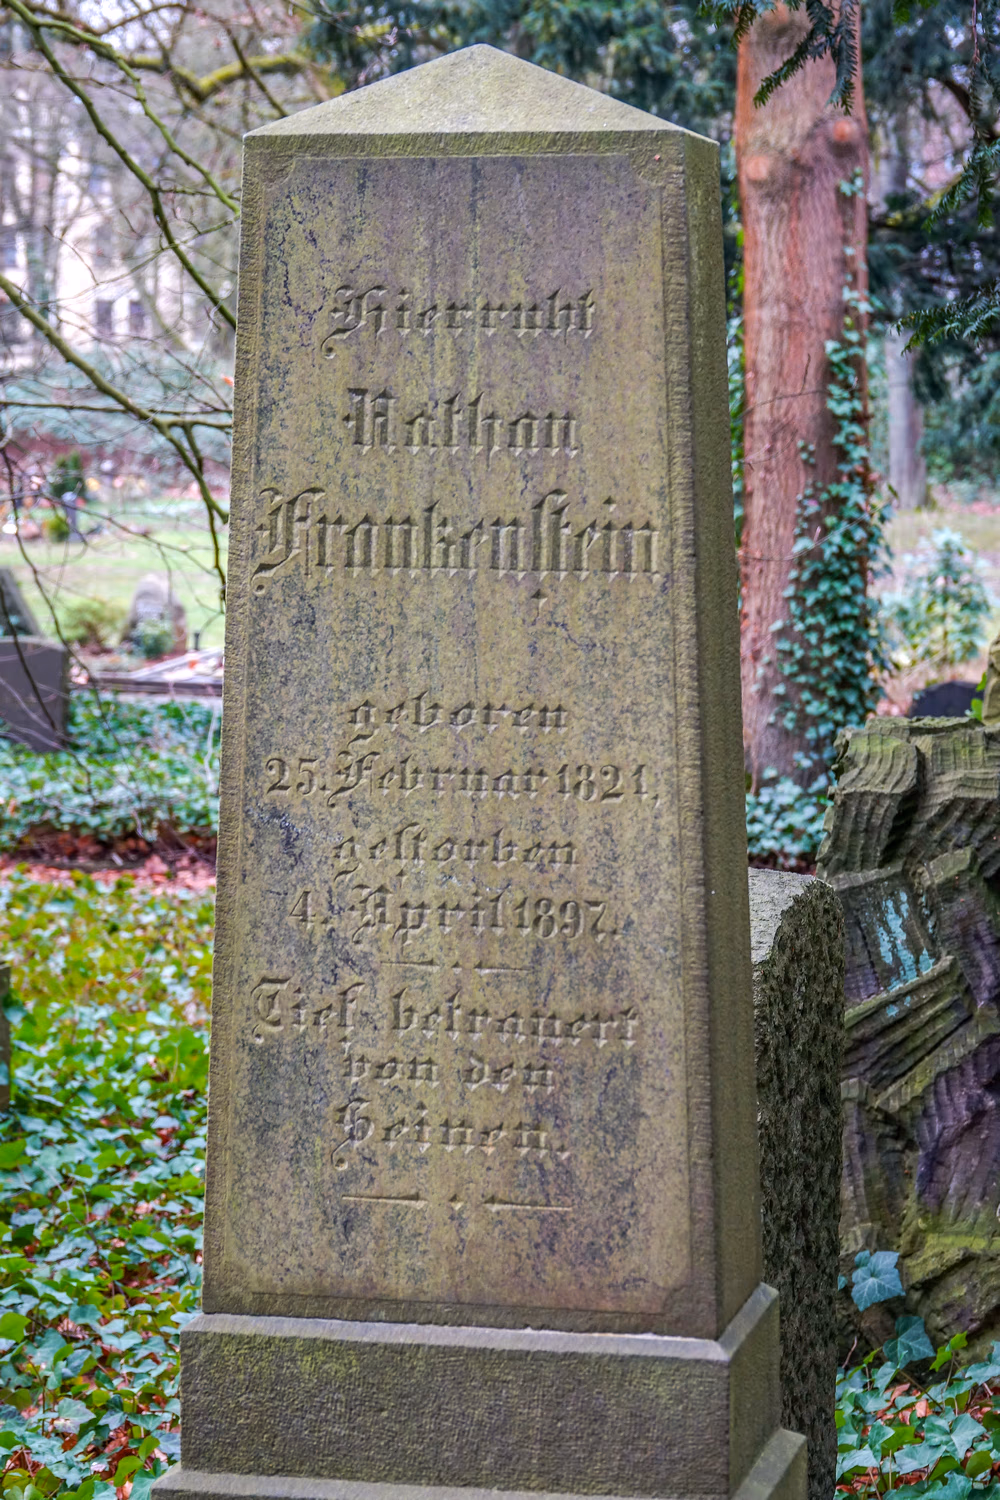 Hier ruht
Nathan
Frankenstein
geboren
25. Februar 1821,
gestorben
4. April 1897.
Tief betrauert
von den
Seinen.